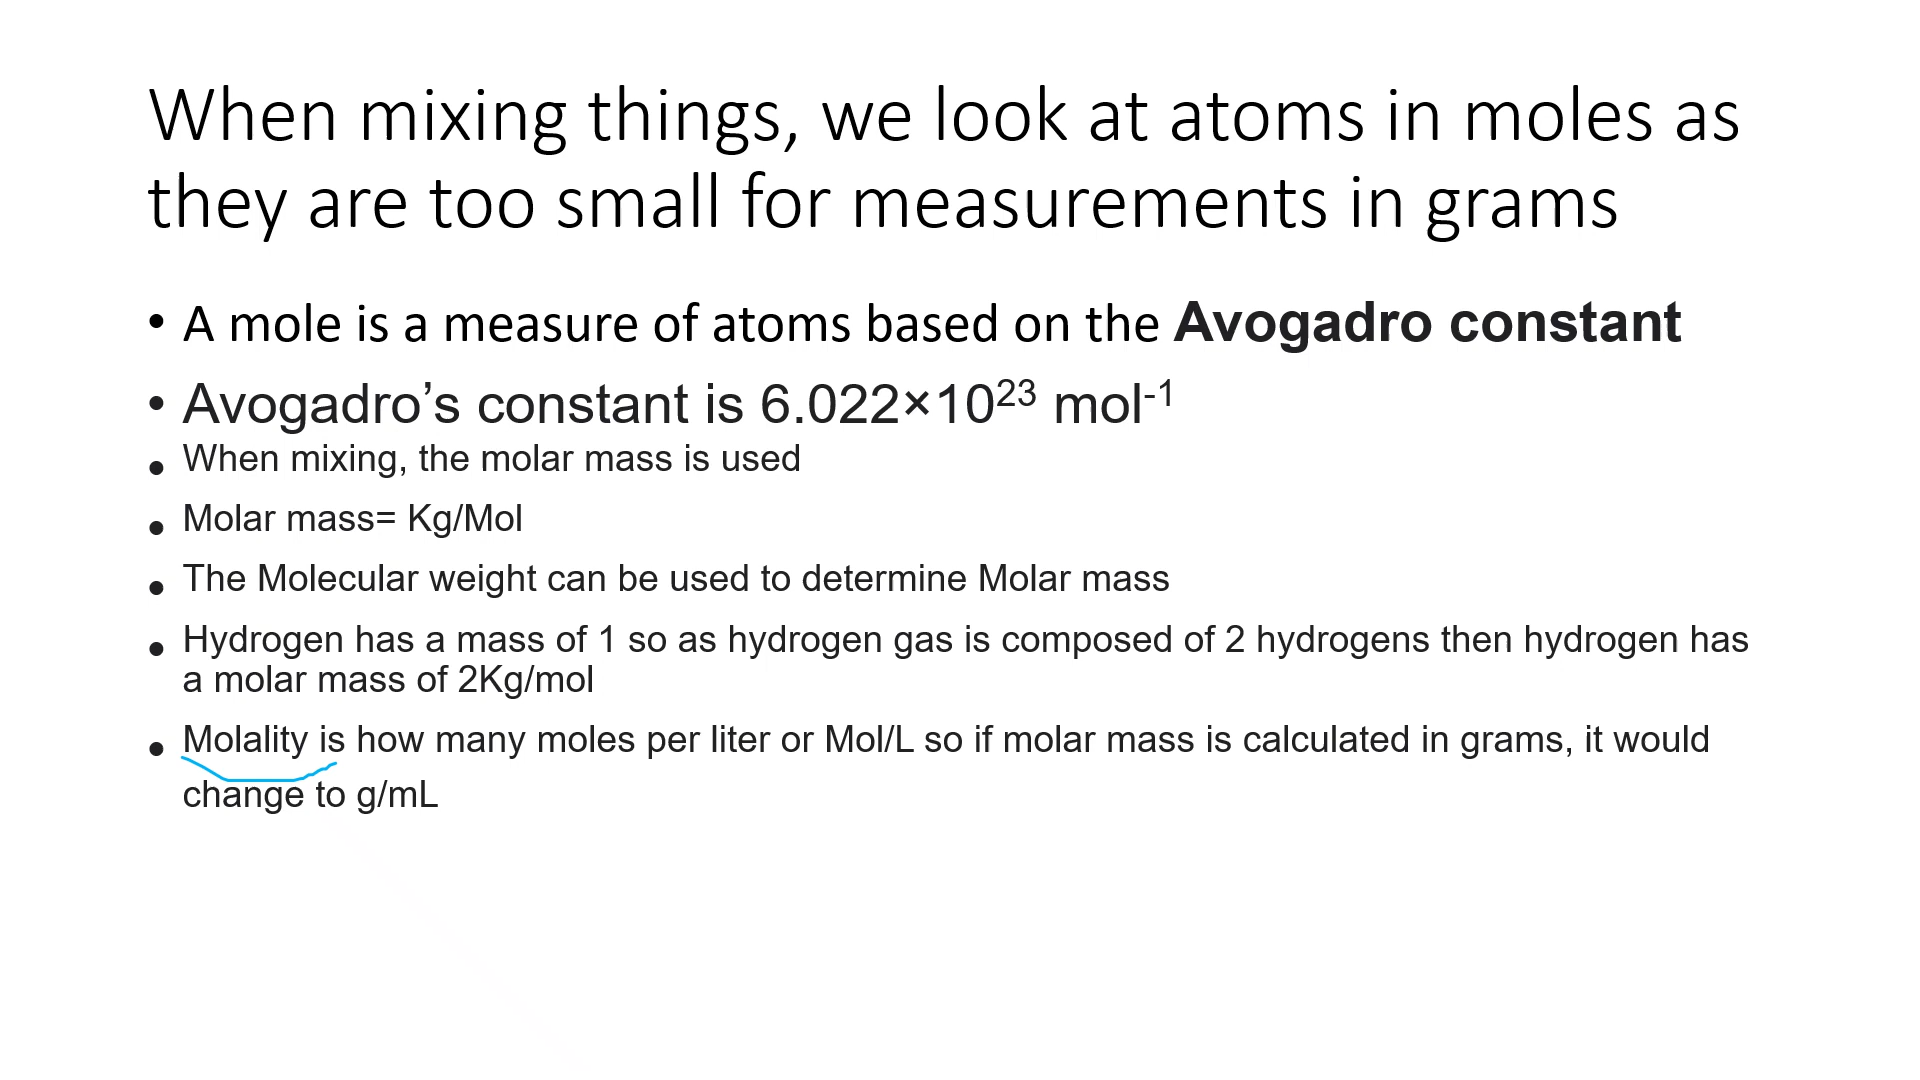 When mixing things, we look at atoms in moles as
they are too small for measurements in grams
• A mole is a measure of atoms based on the Avogadro constant
• Avogadro’s constant is 6.022×10²³ mol⁻¹
• When mixing, the molar mass is used
• Molar mass= Kg/Mol
• The Molecular weight can be used to determine Molar mass
• Hydrogen has a mass of 1 so as hydrogen gas is composed of 2 hydrogens then hydrogen has
a molar mass of 2Kg/mol
• Molality is how many moles per liter or Mol/L so if molar mass is calculated in grams, it would
change to g/mL